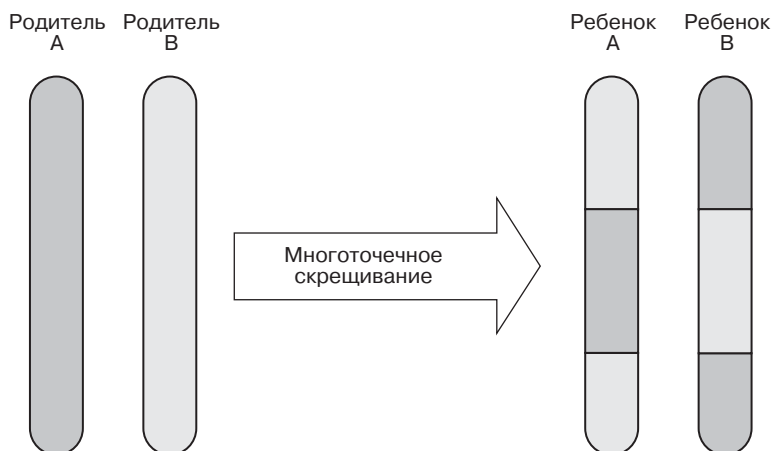 Родитель
А
Родитель
В
Многоточечное
скрещивание
Ребенок
А
Ребенок
В